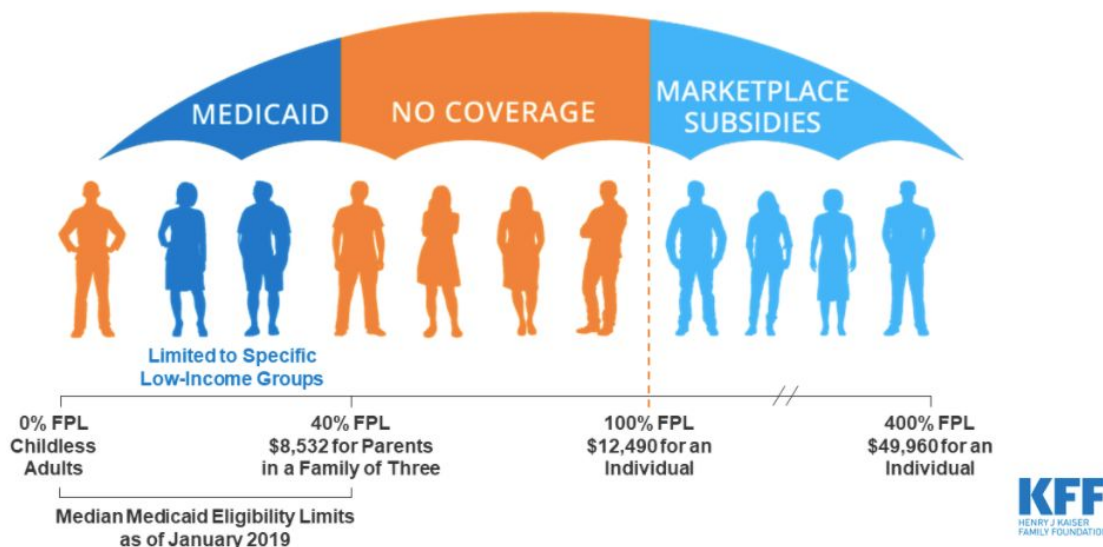 MEDICAID
NO COVERAGE
MARKETPLACE
SUBSIDIES
Limited to Specific
Low-Income Groups
0% FPL
Childless
Adults
40% FPL
$8,532 for Parents
in a Family of Three
100% FPL
$12,490 for an
Individual
400% FPL
$49,960 for an
Individual
Median Medicaid Eligibility Limits
as of January 2019
KFF
HENRY J KAISER
FAMILY FOUNDATION